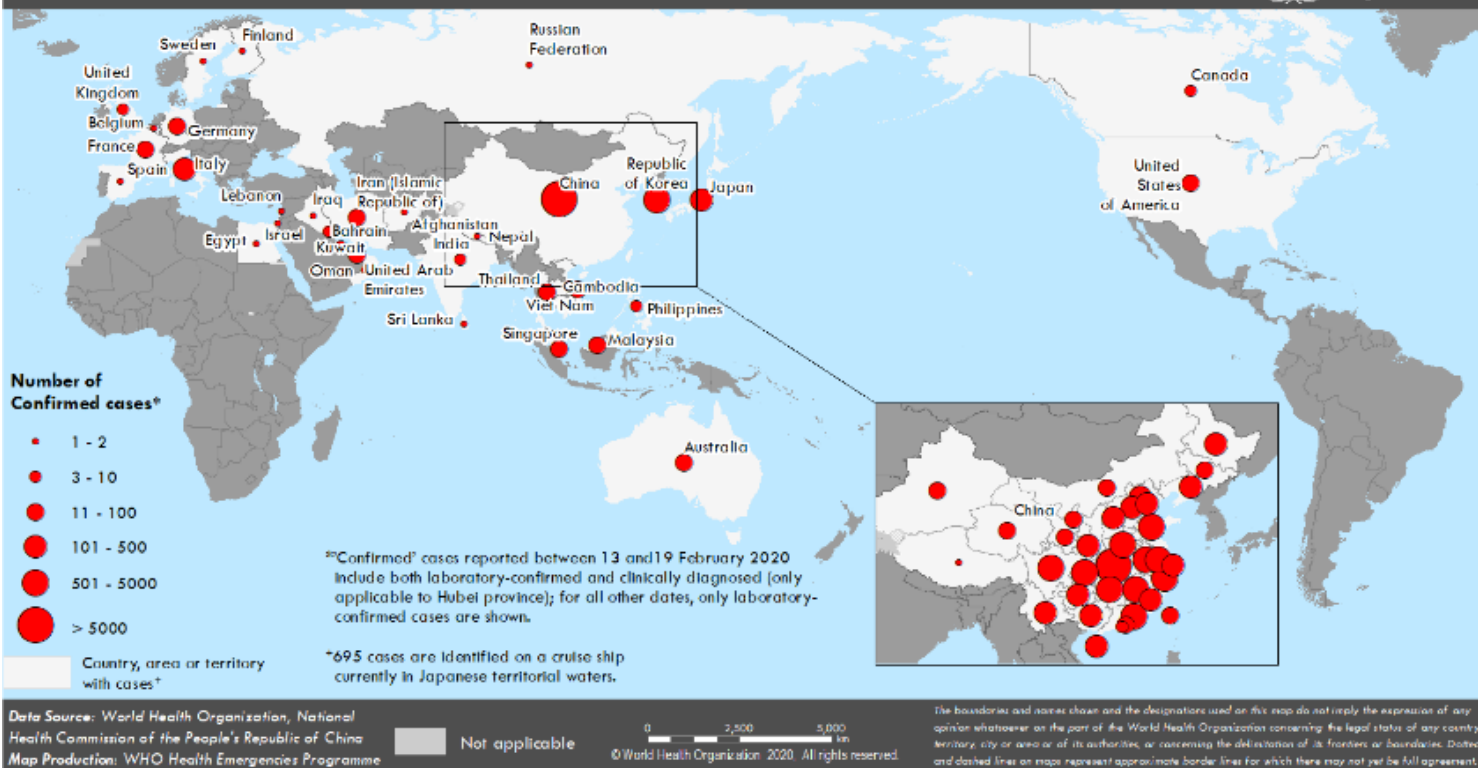 Sweden
Finland
Russian
Federation
United
Kingdom
Canada
Belgium
Germany
France
Spain
Italy
Republic
of Korea
China
Japan
United
States
of America
Lebanon
Iraq
Iran (Islamic
Republic of)
Afghanistan
Nepal
Egypt
Israel
Bahrain
Kuwait
India
Oman
United Arab
Emirates
Thailand
Cambodia
Viet Nam
Philippines
Sri Lanka
Singapore
Malaysia
Australia
China
Number of
Confirmed cases*
1 - 2
3 - 10
11 - 100
101 - 500
501 - 5000
> 5000
Country, area or territory
with cases⁺
*"Confirmed' cases reported between 13 and19 February 2020
include both laboratory-confirmed and clinically diagnosed (only
applicable to Hubei province); for all other dates, only laboratory-
confirmed cases are shown.
⁺695 cases are identified on a cruise ship
currently in Japanese territorial waters.
Data Source: World Health Organization, National
Health Commission of the People's Republic of China
Map Production: WHO Health Emergencies Programme
Not applicable
0 2,500 5,000
km
© World Health Organization 2020, All rights reserved.
The boundaries and names shown and the designations used on this map do not imply the expression of any
opinion whatsoever on the part of the World Health Organization concerning the legal status of any country,
territory, city or area or of its authorities, or concerning the delimitation of its frontiers or boundaries. Dotted
and dashed lines on maps represent approximate border lines for which there may not yet be full agreement.